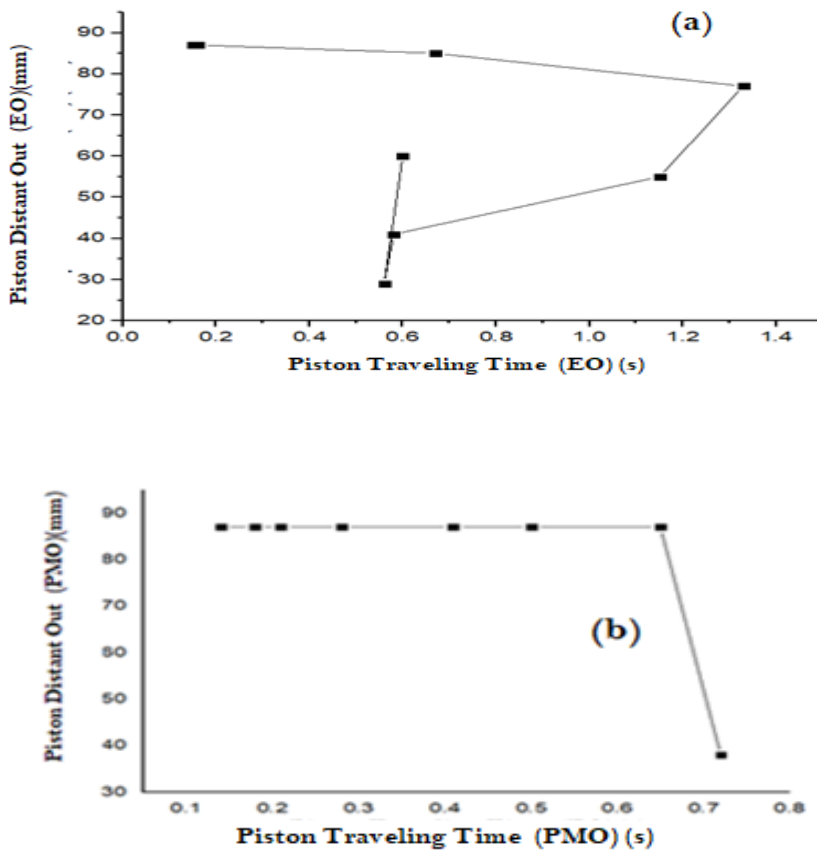 (a)
Piston Distant Out (EO)(mm)
90
80
70
60
50
40
30
20
0.0 0.2 0.4 0.6 0.8 1.0 1.2 1.4
Piston Traveling Time (EO) (s)
(b)
Piston Distant Out (PMO)(mm)
90
80
70
60
50
40
30
0.1 0.2 0.3 0.4 0.5 0.6 0.7 0.8
Piston Traveling Time (PMO) (s)